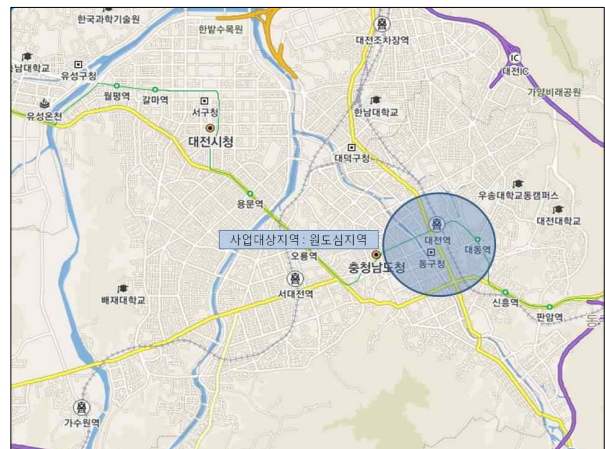 한국과학기술원
한밭수목원
대전조차장역
남대학교
유성구청
IC
대전IC
월평역
갈마역
가양비래공원
유성온천
서구청
한남대학교
대전시청
대덕구청
우송대학교동캠퍼스
용문역
대전대학교
사업대상지역 : 원도심지역
대전역
대동역
오룡역
충청남도청
동구청
서대전역
배재대학교
신흥역
판암역
동
가수원역